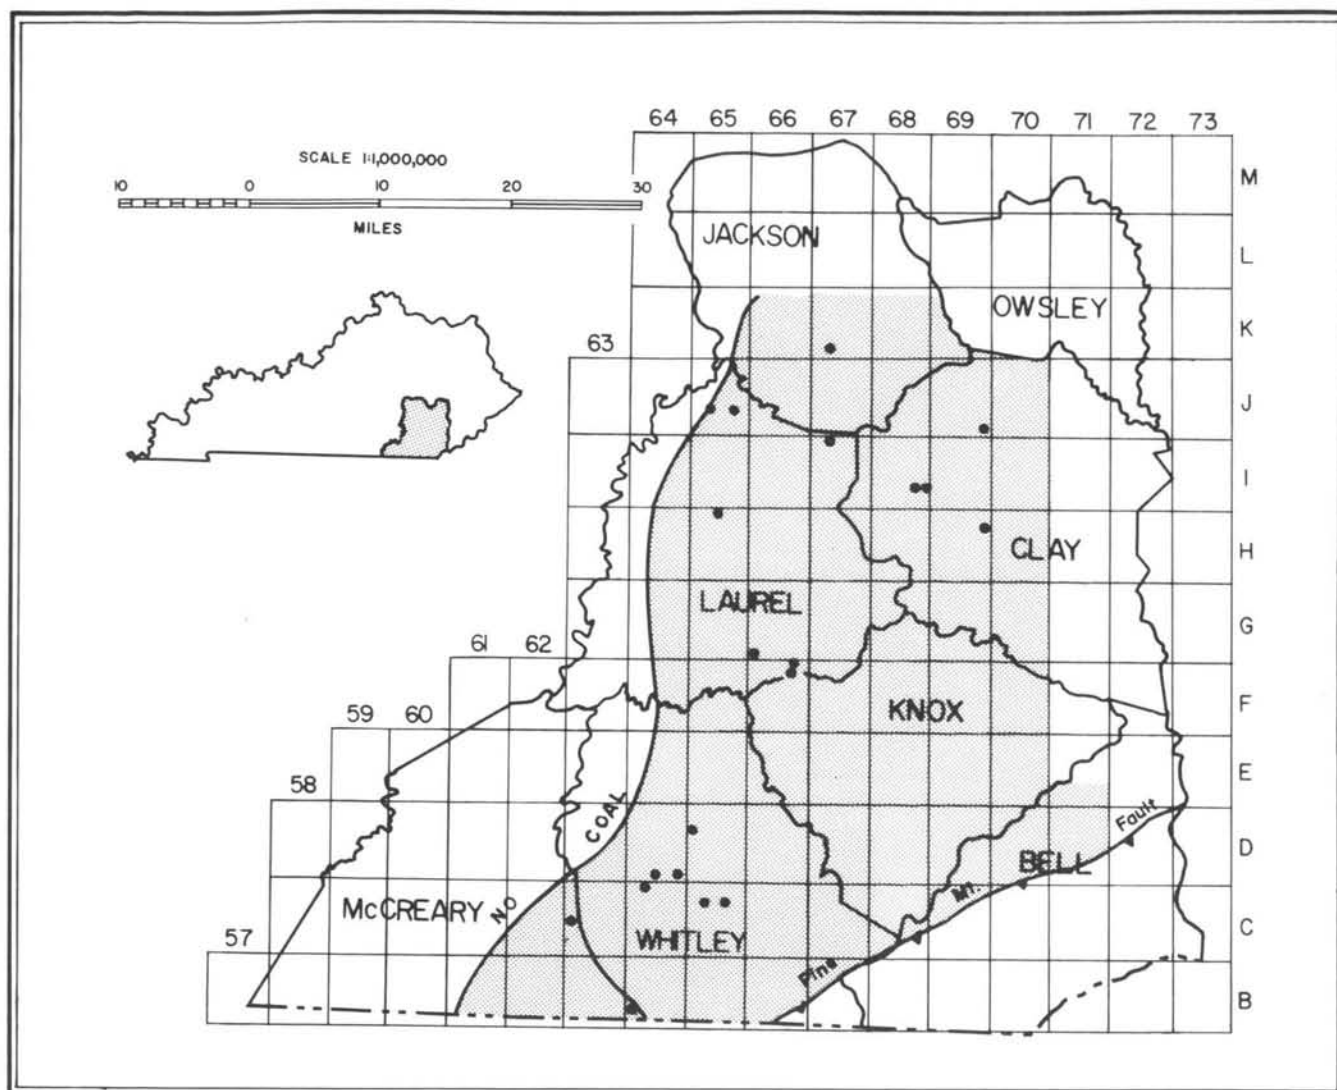 64 65 66 67 68 69 70 71 72 73
SCALE 1:1,000,000
10 0 10 20 30
MILES
M
JACKSON
L
OWSLEY
K
63
J
I
CLAY
H
LAUREL
G
61 62
KNOX
F
59 60
E
58
COAL
Fault
BELL
D
McCREARY
NO
Mt.
C
WHITLEY
57
Pine
B